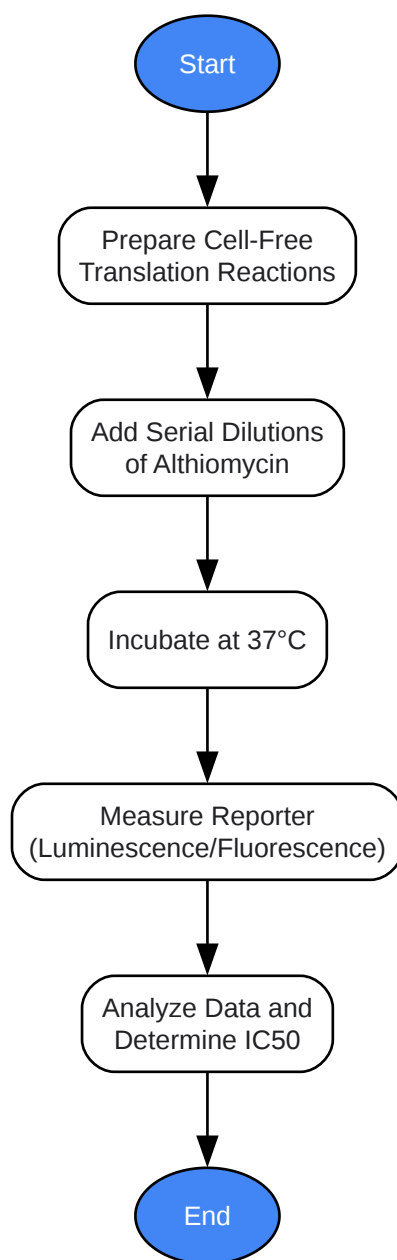 Start
Prepare Cell-Free
Translation Reactions
Add Serial Dilutions
of Althiomycin
Incubate at 37°C
Measure Reporter
(Luminescence/Fluorescence)
Analyze Data and
Determine IC50
End